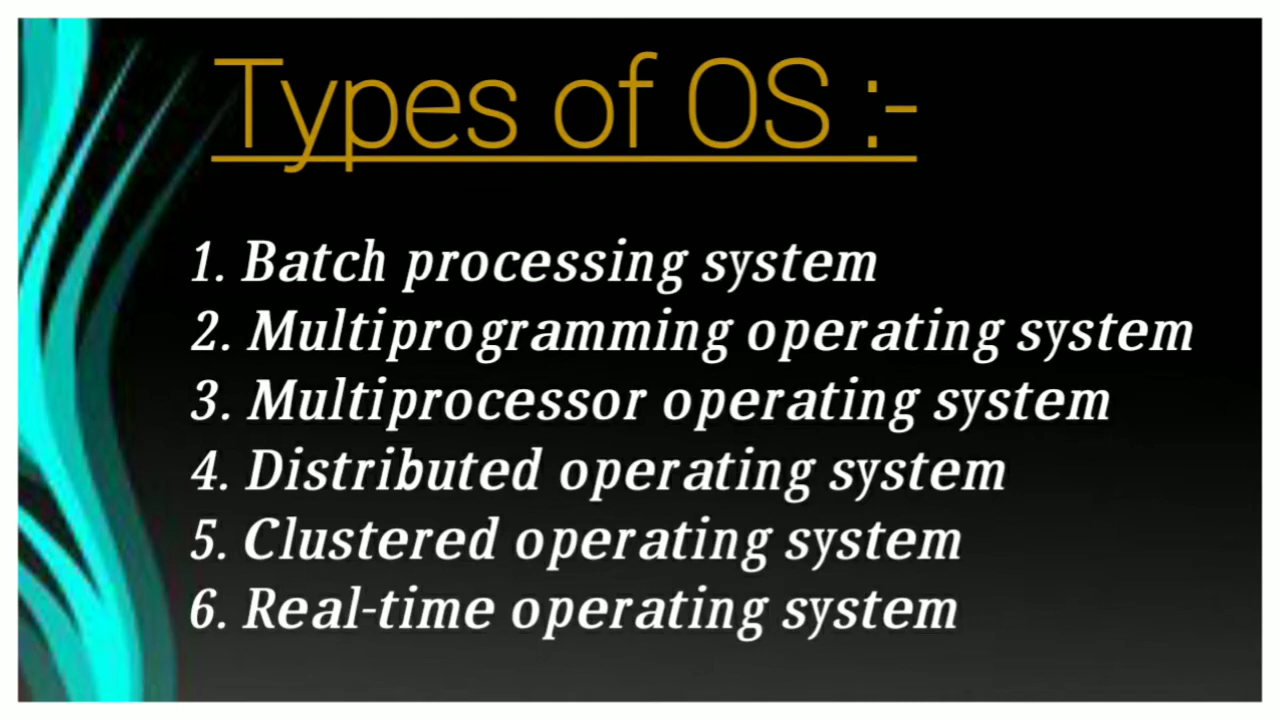 Types of OS :-
1. Batch processing system
2. Multiprogramming operating system
3. Multiprocessor operating system
4. Distributed operating system
5. Clustered operating system
6. Real-time operating system